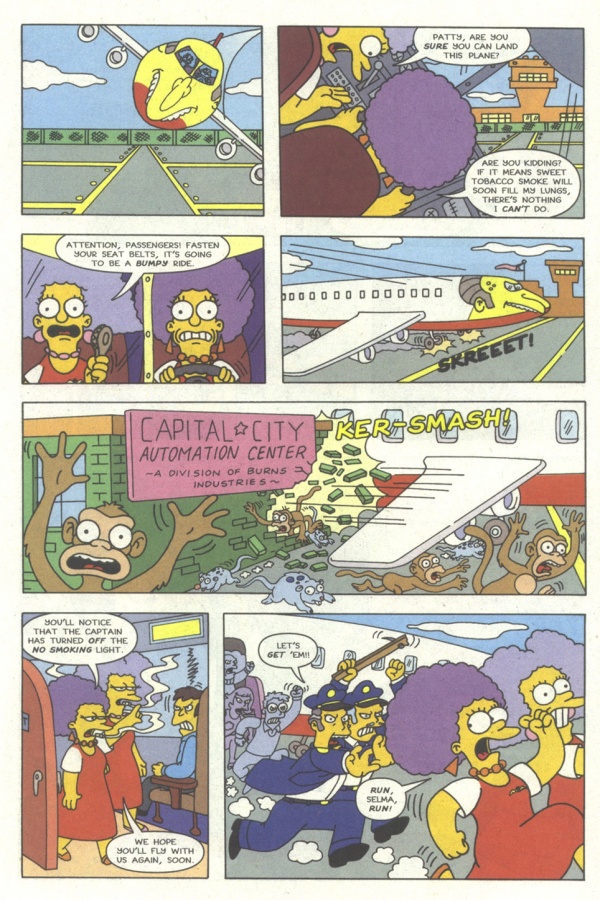 PATTY, ARE YOU
SURE YOU CAN LAND
THIS PLANE?
ARE YOU KIDDING?
IF IT MEANS SWEET
TOBACCO SMOKE WILL
SOON FILL MY LUNGS,
THERE'S NOTHING
I CAN'T DO.
ATTENTION, PASSENGERS! FASTEN
YOUR SEAT BELTS, IT'S GOING
TO BE A BUMPY RIDE.
SKREEET!
CAPITAL☆CITY
AUTOMATION CENTER
~A DIVISION OF BURNS
INDUSTRIES~
KER-SMASH!
YOU'LL NOTICE
THAT THE CAPTAIN
HAS TURNED OFF THE
NO SMOKING LIGHT.
WE HOPE
YOU'LL FLY WITH
US AGAIN, SOON.
LET'S
GET 'EM!!
RUN,
SELMA,
RUN!